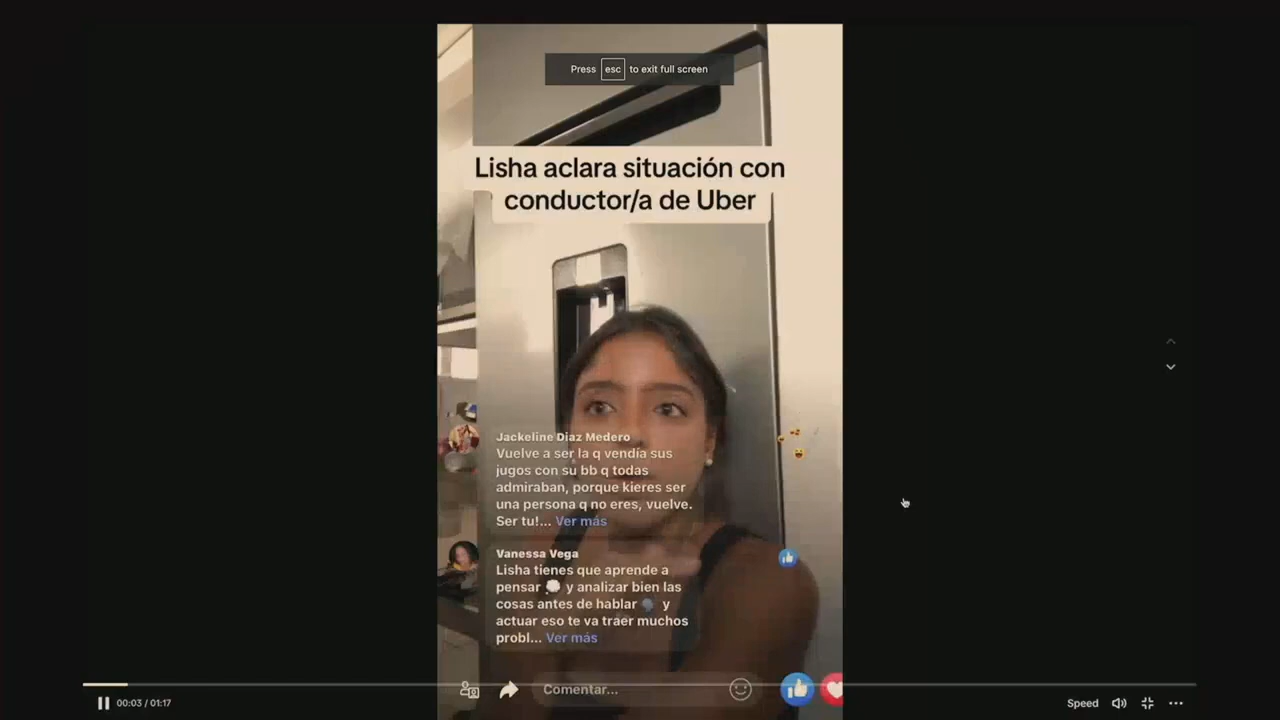 Press esc to exit full screen
Lisha aclara situación con
conductor/a de Uber
Jackeline Diaz Medero
Vuelve a ser la q vendía sus
jugos con su bb q todas
admiraban, porque kieres ser
una persona q no eres, vuelve.
Ser tu!... Ver más
Vanessa Vega
Lisha tienes que aprende a
pensar 💭 y analizar bien las
cosas antes de hablar 🗣 y
actuar eso te va traer muchos
probl... Ver más
Comentar...
00:03 / 01:17
Speed